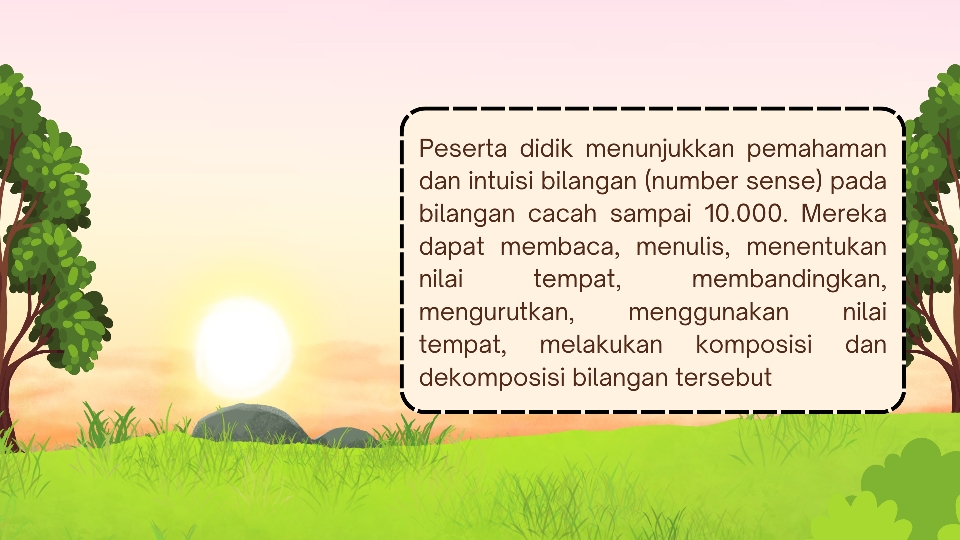 Peserta didik menunjukkan pemahaman
dan intuisi bilangan (number sense) pada
bilangan cacah sampai 10.000. Mereka
dapat membaca, menulis, menentukan
nilai tempat, membandingkan,
mengurutkan, menggunakan nilai
tempat, melakukan komposisi dan
dekomposisi bilangan tersebut